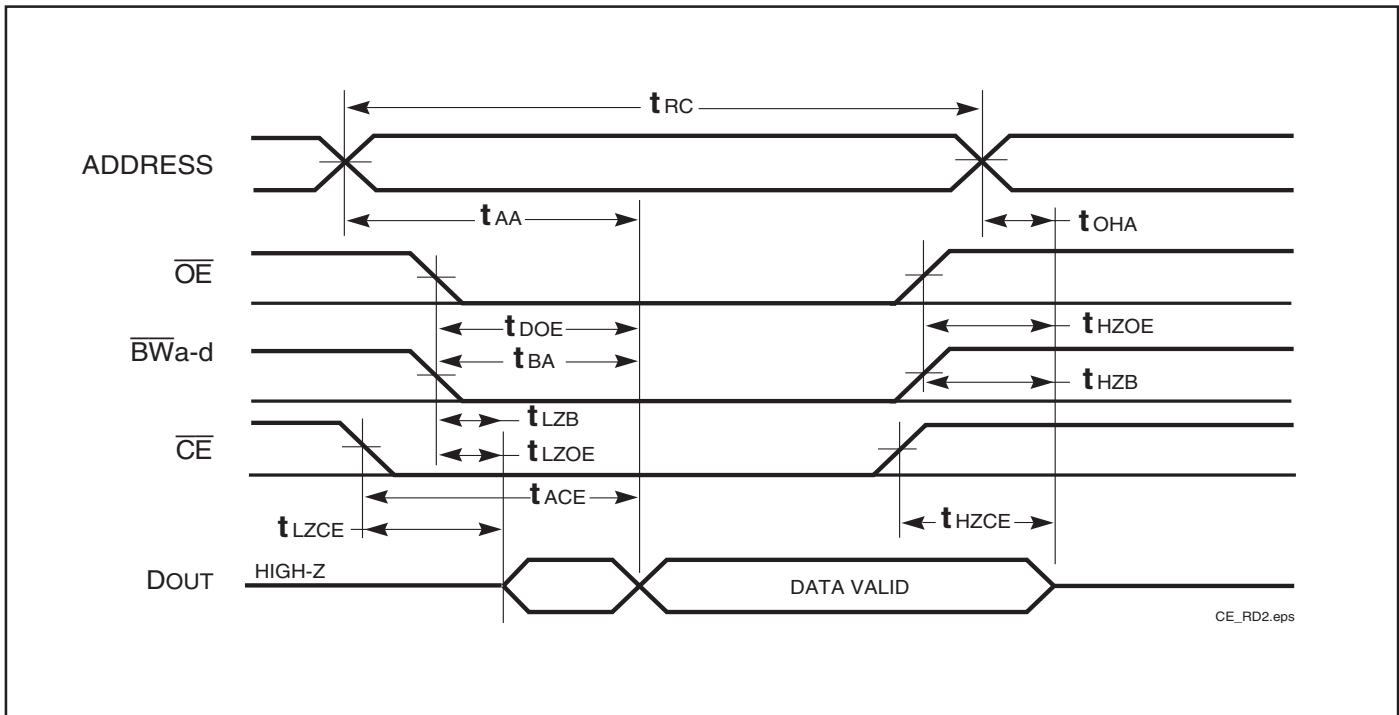 tRC
ADDRESS
tAA
tOHA
OE
tDOE
tHZOE
BWa-d
tBA
tHZB
tLZB
CE
tLZOE
tACE
tLZCE
tHZCE
DOUT
HIGH-Z
DATA VALID
CE_RD2.eps